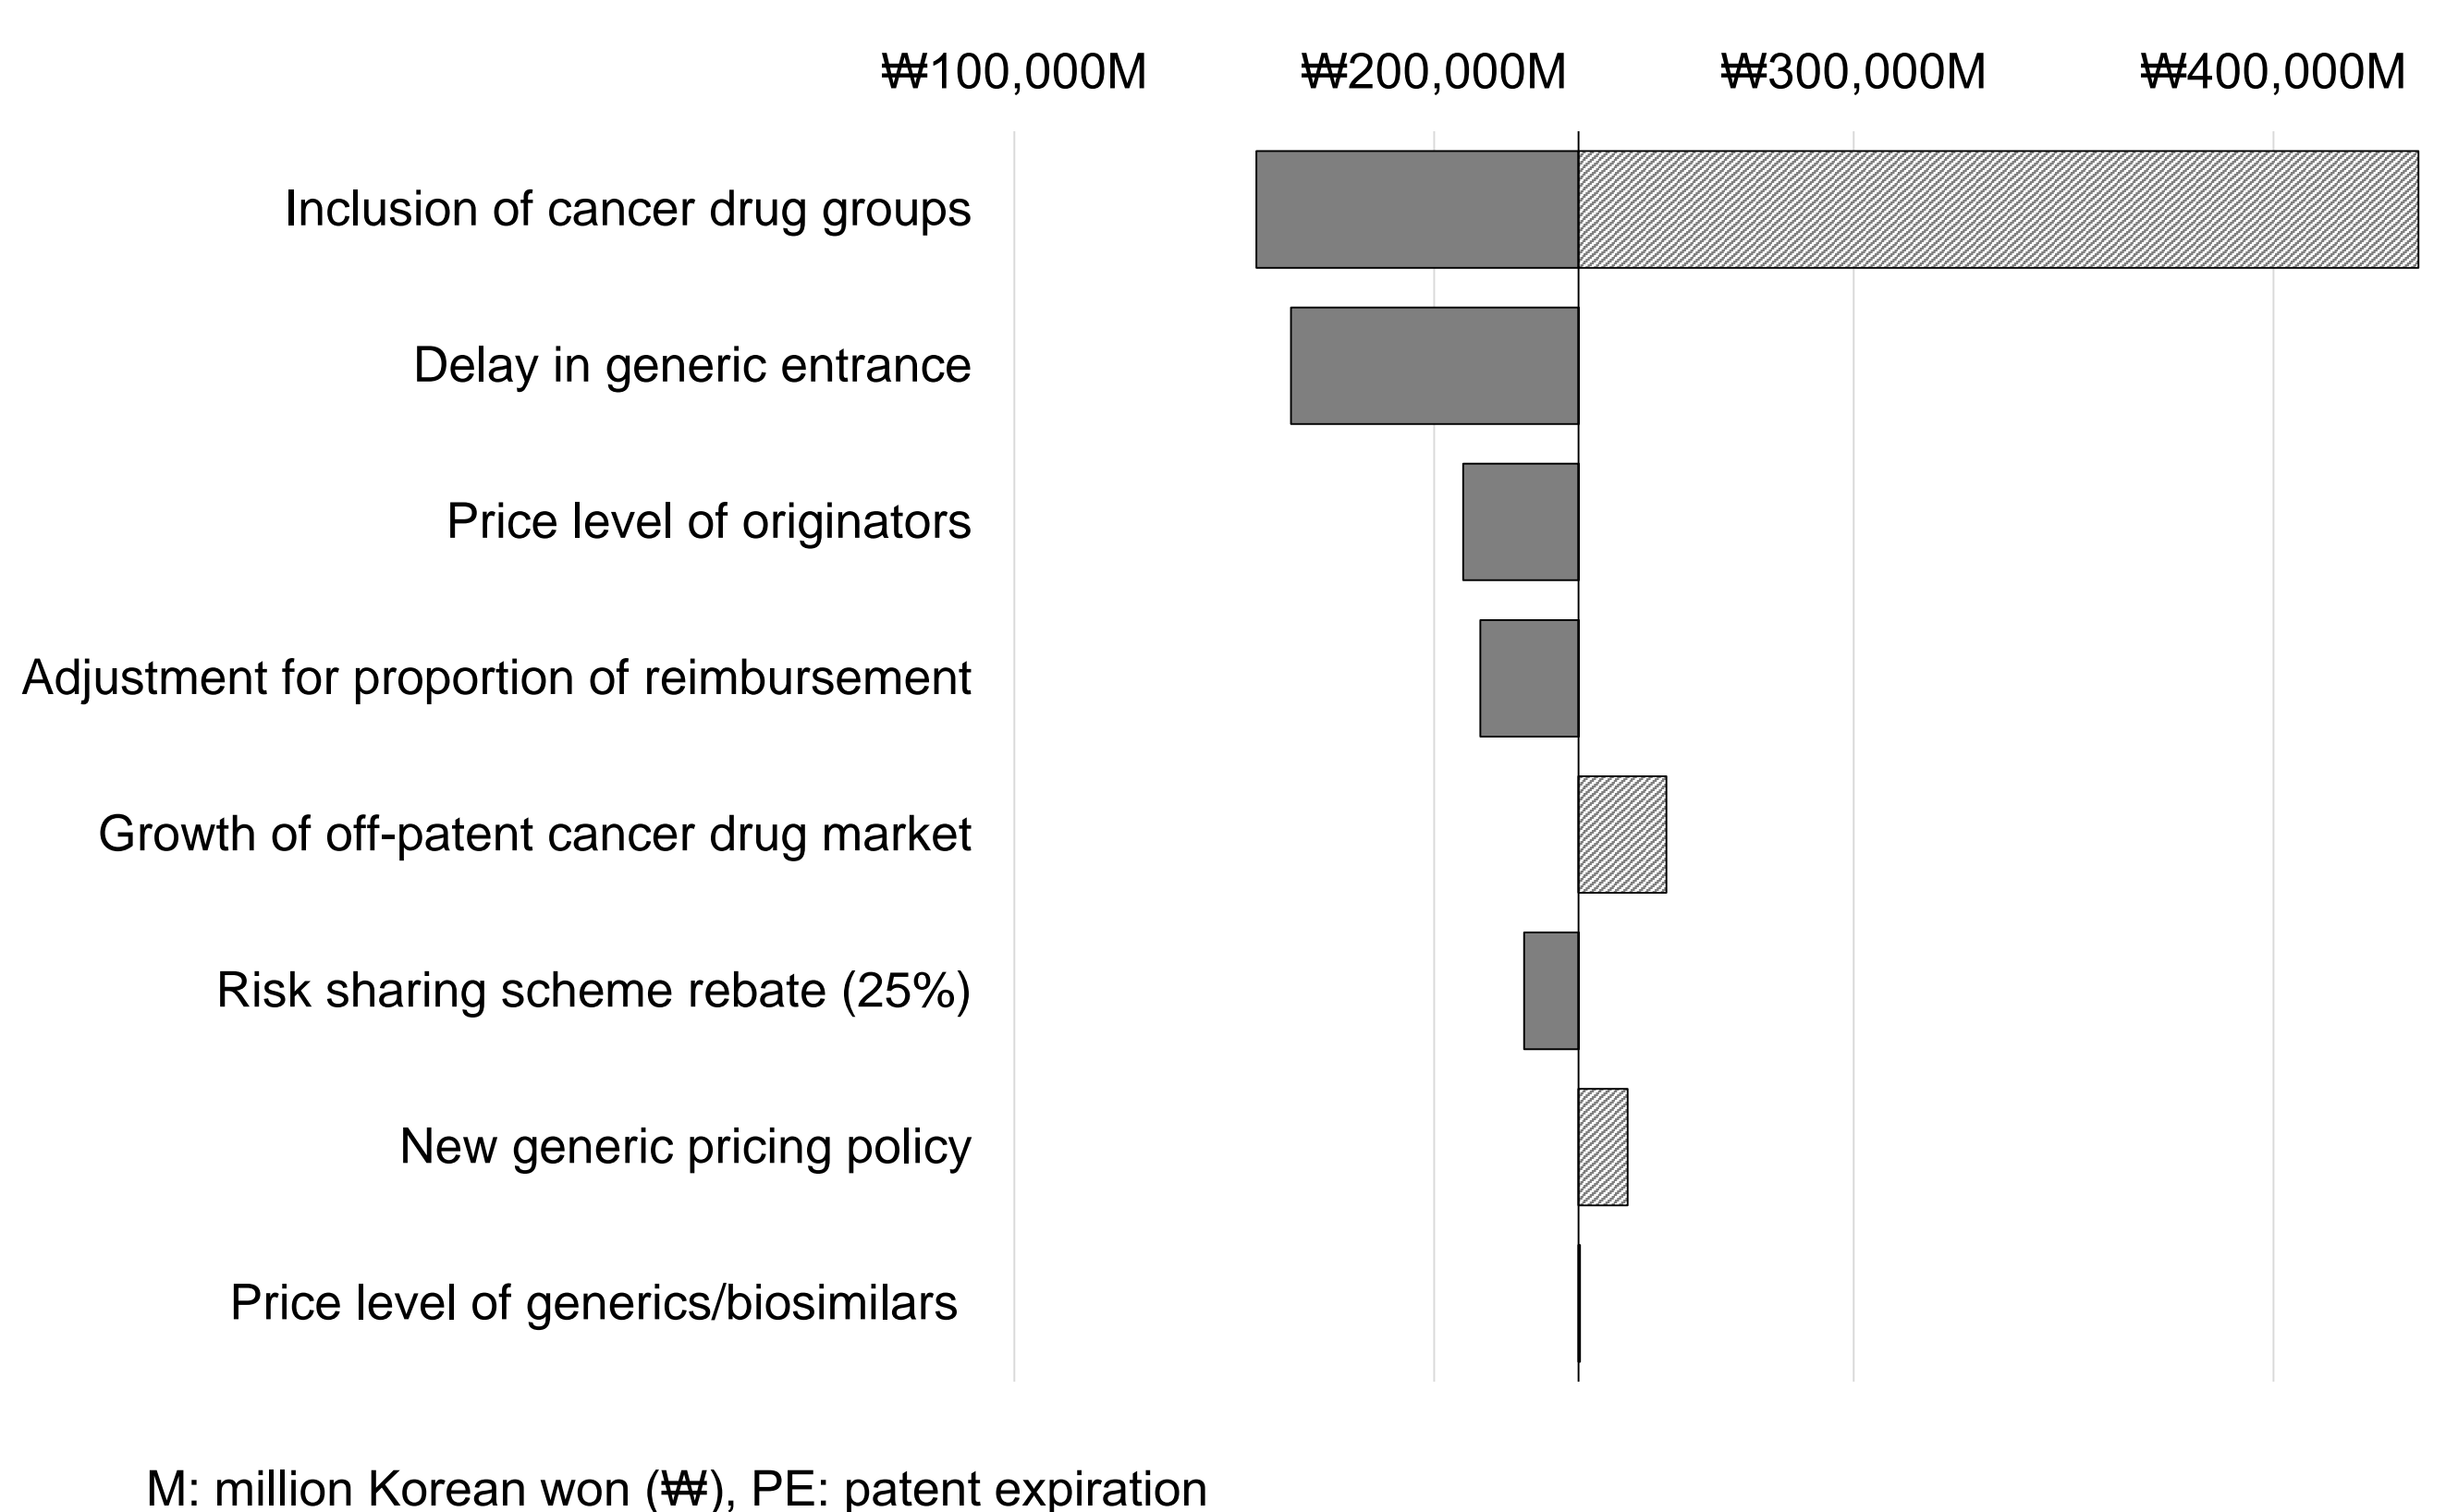 ₩100,000M ₩200,000M ₩300,000M ₩400,000M
Inclusion of cancer drug groups
Delay in generic entrance
Price level of originators
Adjustment for proportion of reimbursement
Growth of off-patent cancer drug market
Risk sharing scheme rebate (25%)
New generic pricing policy
Price level of generics/biosimilars
M: million Korean won (₩), PE: patent expiration